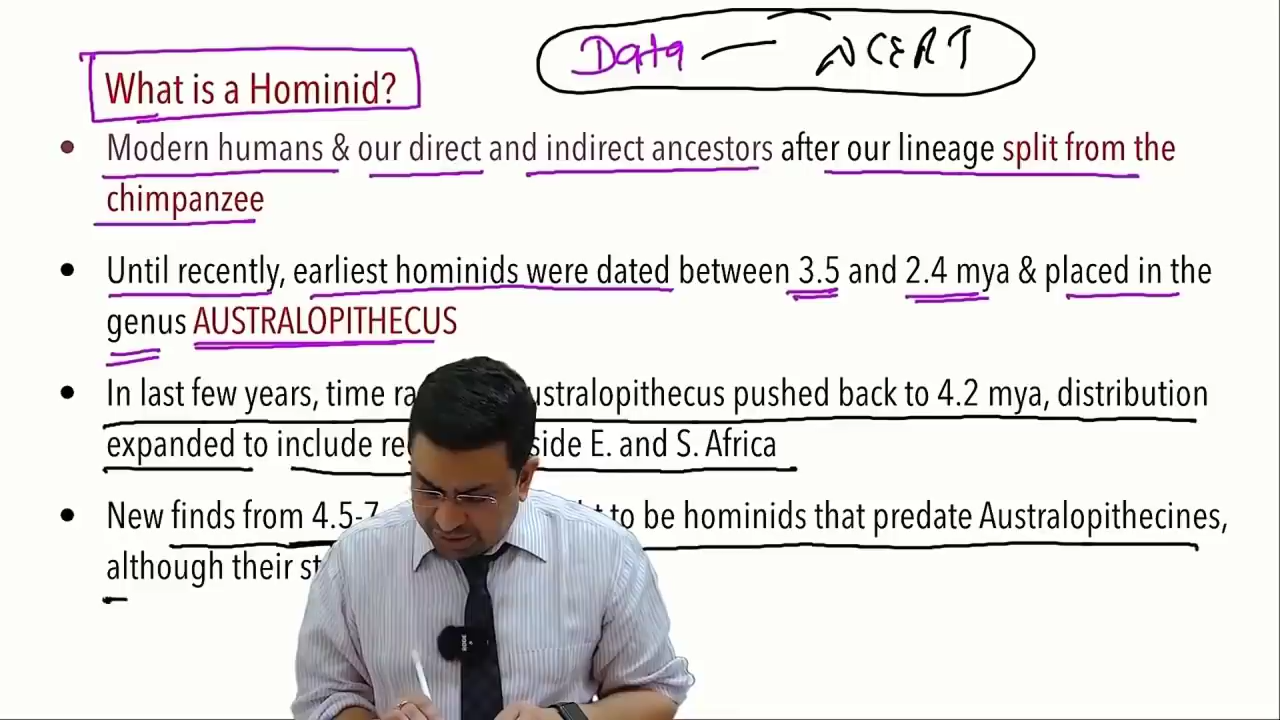 Data — NCERT
What is a Hominid?
• Modern humans & our direct and indirect ancestors after our lineage split from the
chimpanzee
• Until recently, earliest hominids were dated between 3.5 and 2.4 mya & placed in the
genus AUSTRALOPITHECUS
• In last few years, time ustralopithecus pushed back to 4.2 mya, distribution
expanded to include side E. and S. Africa
• New finds from 4.5-7 to be hominids that predate Australopithecines,
although their